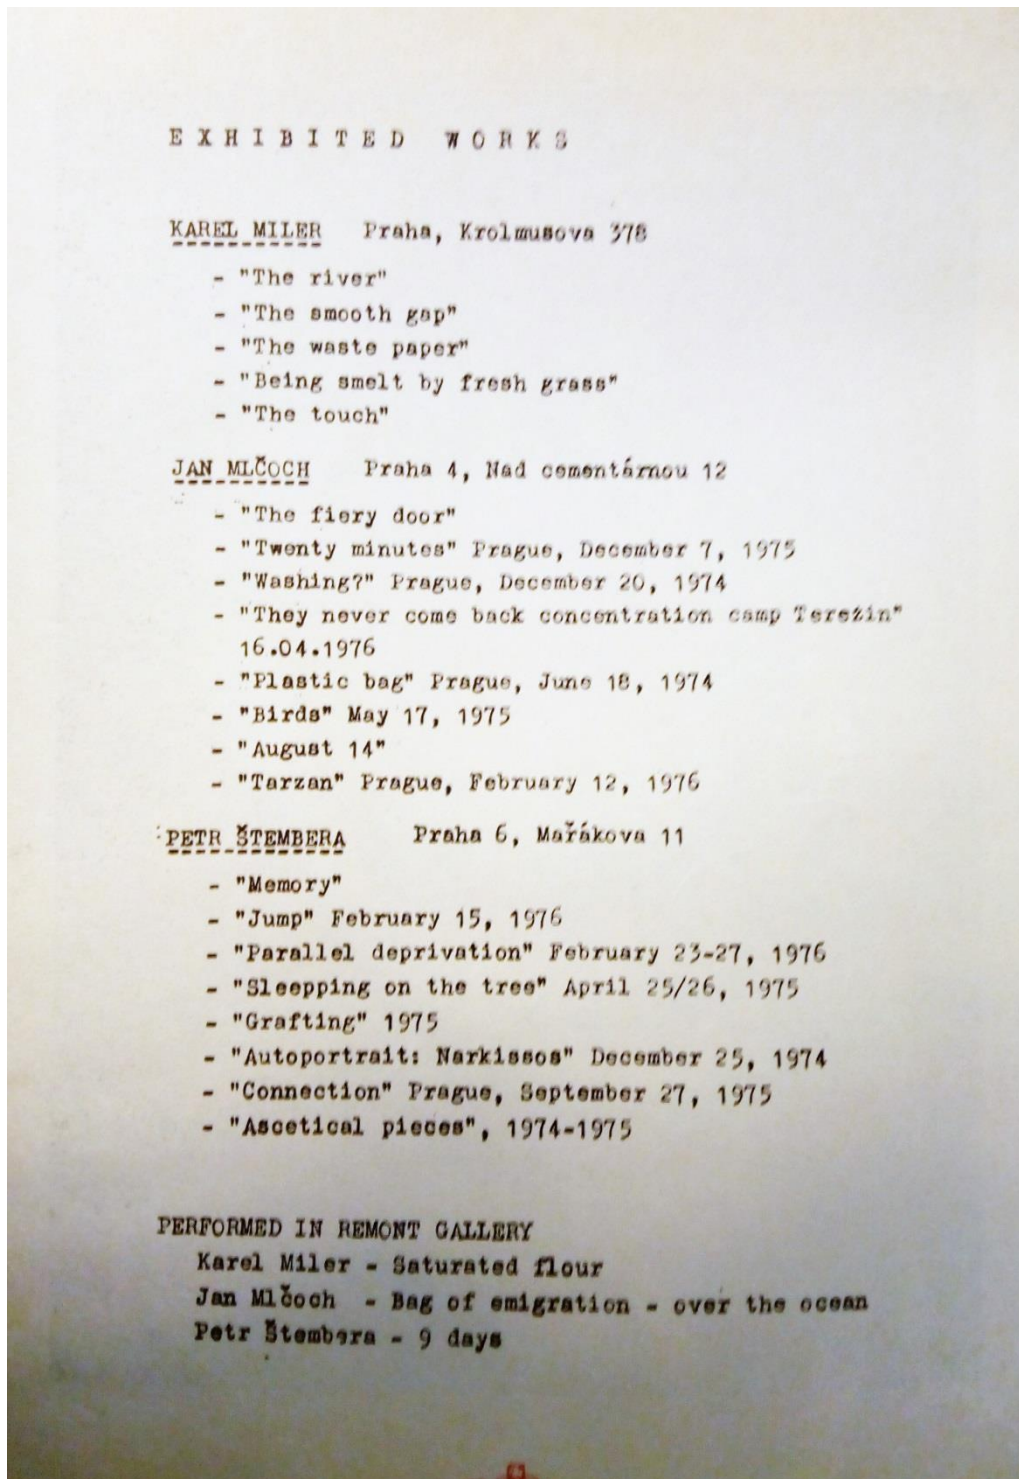 EXHIBITED WORKS
KAREL MILER Praha, Krolmusova 378
- "The river"
- "The smooth gap"
- "The waste paper"
- "Being smelt by fresh grass"
- "The touch"
JAN MLČOCH Praha 4, Nad cementárnou 12
- "The fiery door"
- "Twenty minutes" Prague, December 7, 1975
- "Washing?" Prague, December 20, 1974
- "They never come back concentration camp Terezin"
16.04.1976
- "Plastic bag" Prague, June 18, 1974
- "Birds" May 17, 1975
- "August 14"
- "Tarzan" Prague, February 12, 1976
PETR ŠTEMBERA Praha 6, Mařákova 11
- "Memory"
- "Jump" February 15, 1976
- "Parallel deprivation" February 23-27, 1976
- "Sleepping on the tree" April 25/26, 1975
- "Grafting" 1975
- "Autoportrait: Narkissos" December 25, 1974
- "Connection" Prague, September 27, 1975
- "Ascetical pieces", 1974-1975
PERFORMED IN REMONT GALLERY
Karel Miler - Saturated flour
Jan Mlčoch - Bag of emigration - over the ocean
Petr Štembera - 9 days